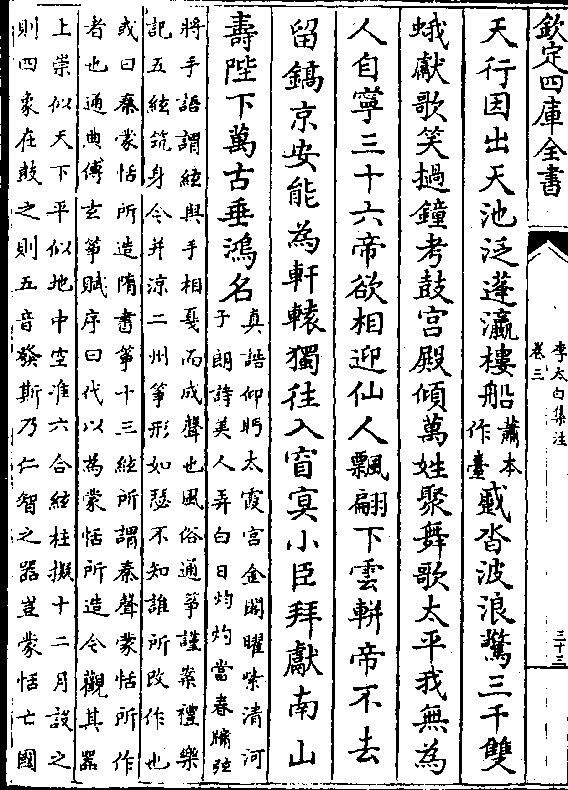 欽定四庫全書
李太白集注
卷三
三十三
天行因出天池泛蓬瀛樓船蕭本作臺蹙沓波浪驚三千雙
蛾獻歌笑撾鐘考鼓宮殿傾萬姓聚舞歌太平我無為
人自寧三十六帝欲相迎仙人飄翩下雲軿帝不去
留鎬京安能為軒轅獨往入窅冥小臣拜獻南山
壽陛下萬古垂鴻名
真誥仰眄太霞宮金閣曜紫清河
子朗詩美人弄白日灼灼當春牖弦
將手語謂絃與手相戛而成聲也風俗通箏謹案禮樂
記五絃筑身今并涼二州箏形如瑟不知誰所改作也
或曰秦蒙恬所造隋書箏十三絃所謂秦聲蒙恬所作
者也通典傅玄箏賦序曰代以為蒙恬所造今觀其器
上崇似天下平似地中空准六合絃柱擬十二月設之
則四象在鼓之則五音發斯乃仁智之器豈蒙恬亡國